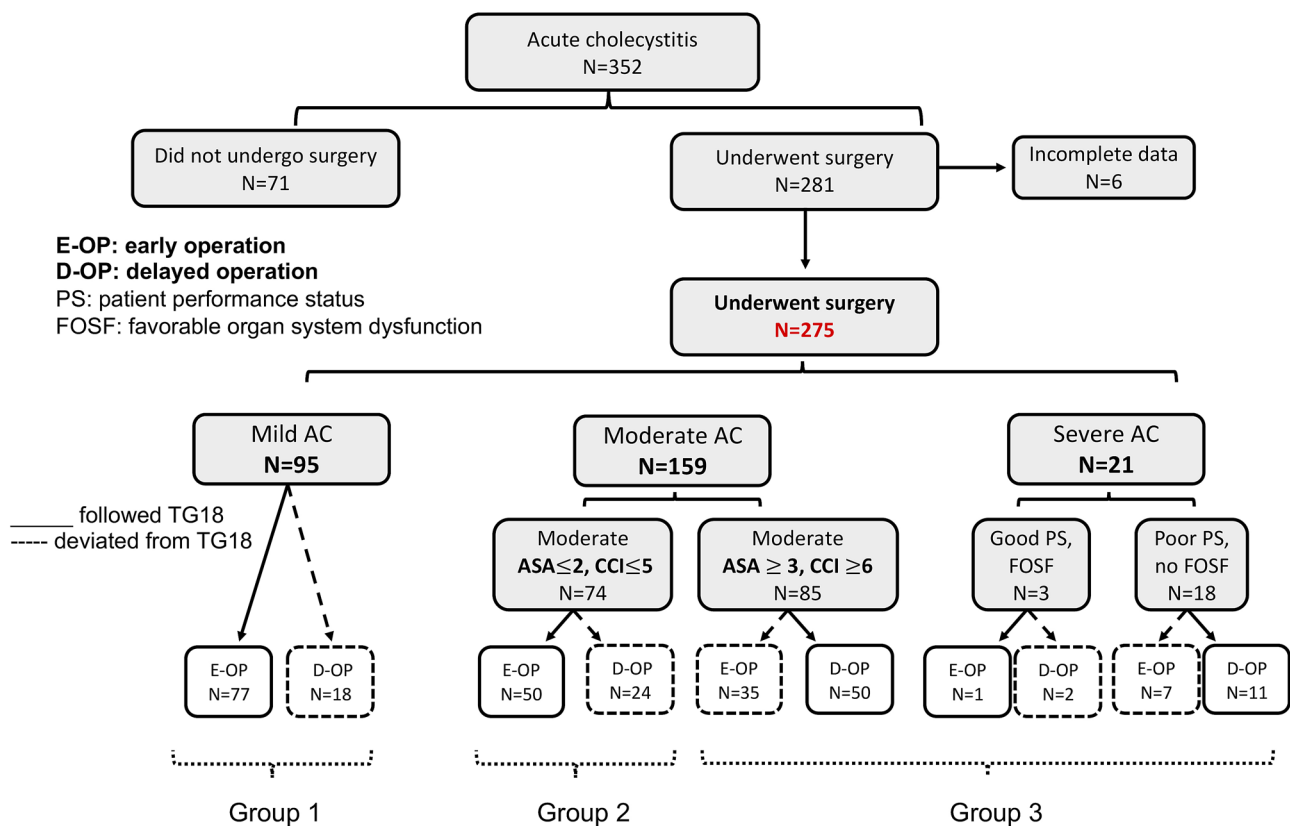 Acute cholecystitis
N=352
Did not undergo surgery
N=71
Underwent surgery
N=281
Incomplete data
N=6
E-OP: early operation
D-OP: delayed operation
PS: patient performance status
FOSF: favorable organ system dysfunction
Underwent surgery
N=275
Mild AC
N=95
Moderate AC
N=159
Severe AC
N=21
______ followed TG18
----- deviated from TG18
Moderate
ASA≤2, CCI≤5
N=74
Moderate
ASA ≥ 3, CCI ≥6
N=85
Good PS,
FOSF
N=3
Poor PS,
no FOSF
N=18
E-OP
N=77
D-OP
N=18
E-OP
N=50
D-OP
N=24
E-OP
N=35
D-OP
N=50
E-OP
N=1
D-OP
N=2
E-OP
N=7
D-OP
N=11
Group 1
Group 2
Group 3